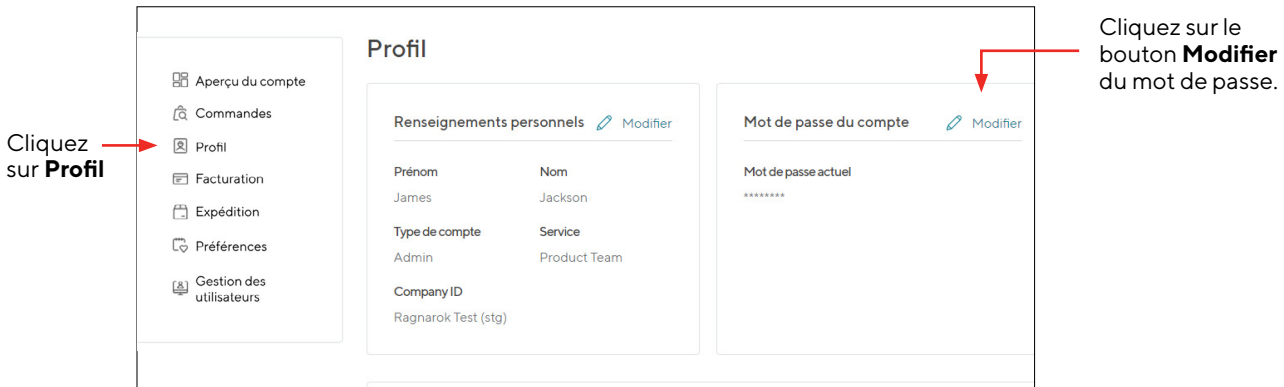 Cliquez
sur Profil
Aperçu du compte
Commandes
Profil
Facturation
Expédition
Préférences
Gestion des
utilisateurs
Profil
Renseignements personnels Modifier
Prénom Nom
James Jackson
Type de compte Service
Admin Product Team
Company ID
Ragnarok Test (stg)
Mot de passe du compte Modifier
Mot de passe actuel
********
Cliquez sur le
bouton Modifier
du mot de passe.